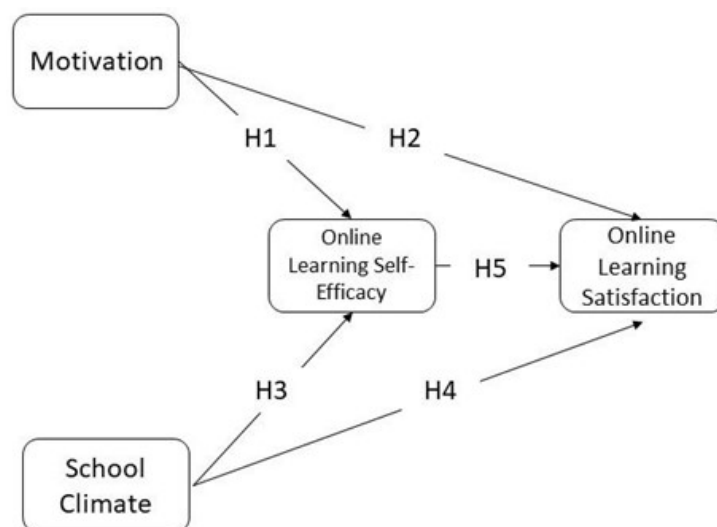 Motivation
H1
H2
Online
Learning Self-
Efficacy
H5
Online
Learning
Satisfaction
H3
H4
School
Climate